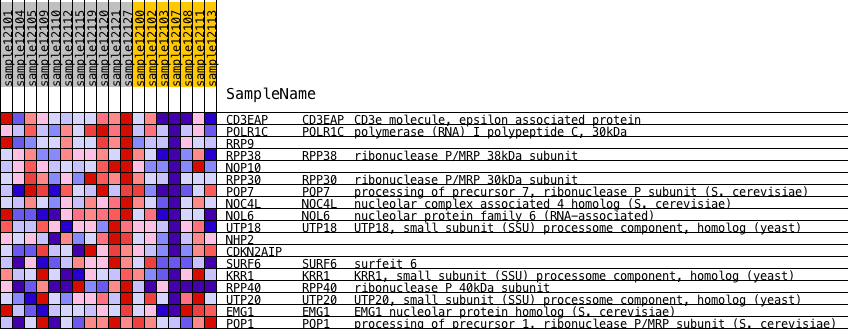 sample12101
sample12104
sample12105
sample12109
sample12110
sample12112
sample12115
sample12119
sample12120
sample12121
sample12127
sample12100
sample12102
sample12103
sample12107
sample12108
sample12111
sample12113
SampleName
CD3EAP CD3EAP CD3e molecule, epsilon associated protein
POLR1C POLR1C polymerase (RNA) I polypeptide C, 30kDa
RRP9
RPP38 RPP38 ribonuclease P/MRP 38kDa subunit
NOP10
RPP30 RPP30 ribonuclease P/MRP 30kDa subunit
POP7 POP7 processing of precursor 7, ribonuclease P subunit (S. cerevisiae)
NOC4L NOC4L nucleolar complex associated 4 homolog (S. cerevisiae)
NOL6 NOL6 nucleolar protein family 6 (RNA-associated)
UTP18 UTP18 UTP18, small subunit (SSU) processome component, homolog (yeast)
NHP2
CDKN2AIP
SURF6 SURF6 surfeit 6
KRR1 KRR1 KRR1, small subunit (SSU) processome component, homolog (yeast)
RPP40 RPP40 ribonuclease P 40kDa subunit
UTP20 UTP20 UTP20, small subunit (SSU) processome component, homolog (yeast)
EMG1 EMG1 EMG1 nucleolar protein homolog (S. cerevisiae)
POP1 POP1 processing of precursor 1, ribonuclease P/MRP subunit (S. cerevisiae)